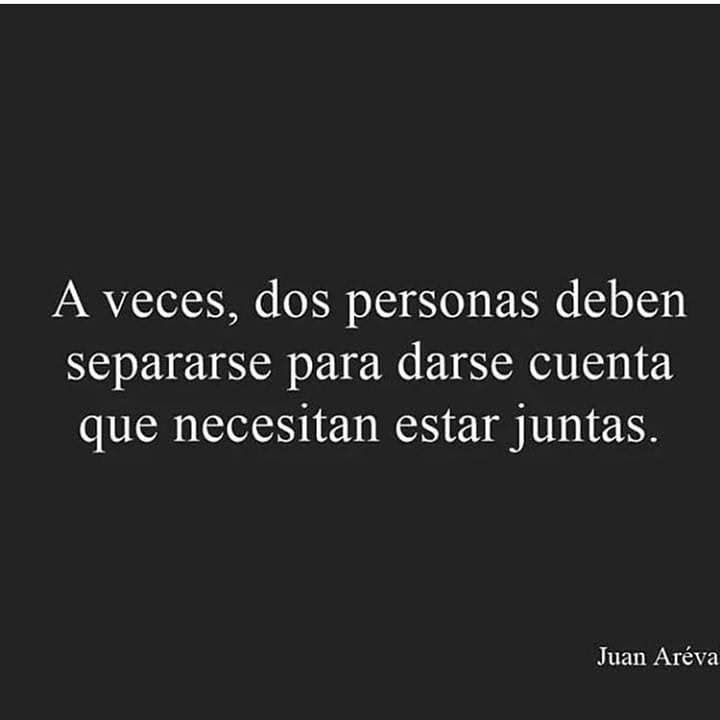 A veces, dos personas deben
separarse para darse cuenta
que necesitan estar juntas.
Juan Aréva